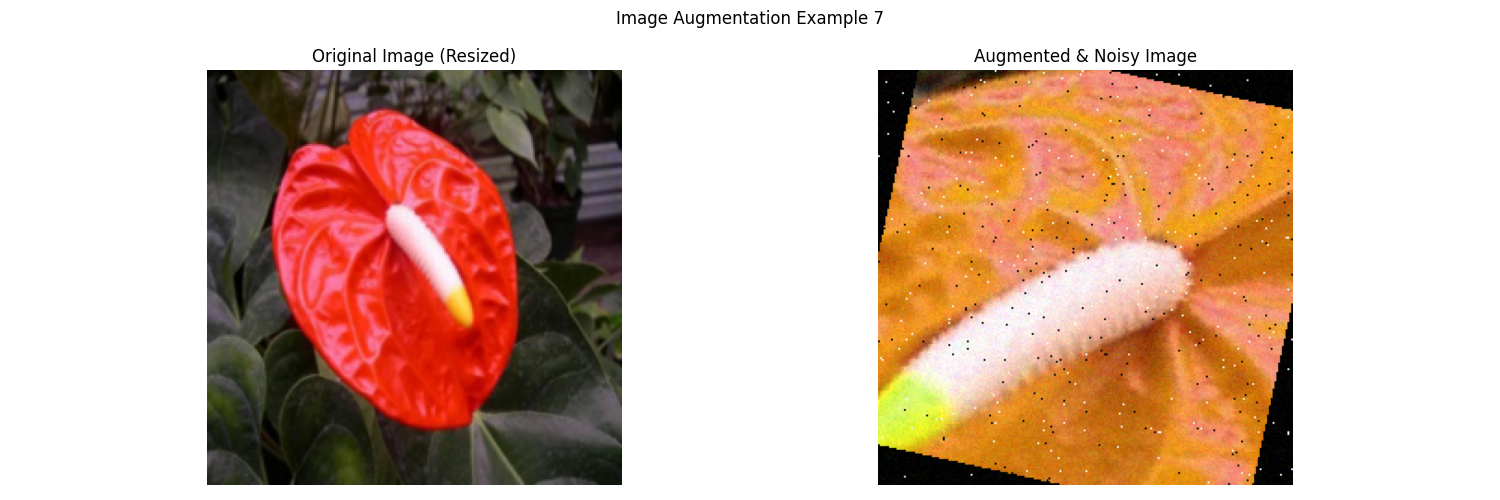 Image Augmentation Example 7
Original Image (Resized)
Augmented & Noisy Image